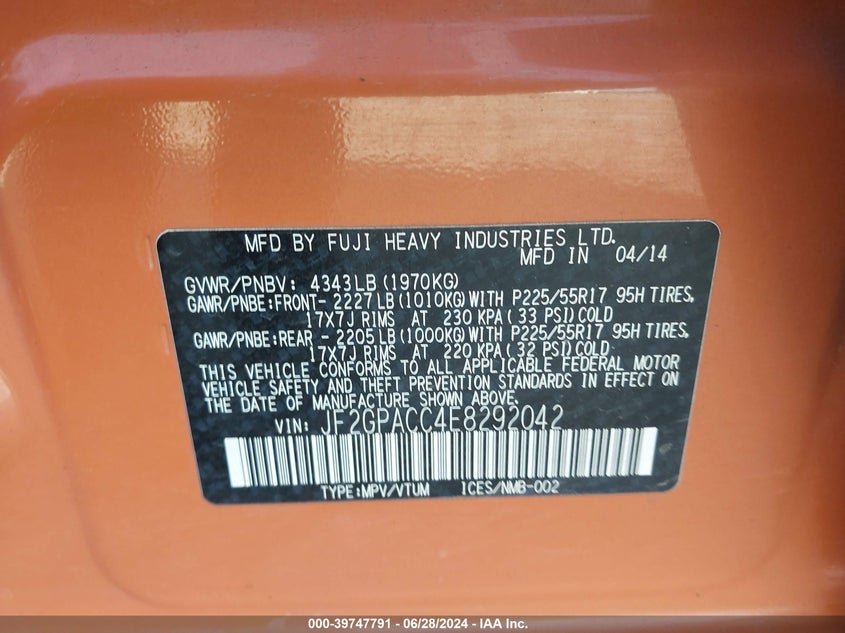 MFD BY FUJI HEAVY INDUSTRIES LTD.
MFD IN 04/14
GVWR/PNBV: 4343LB (1970KG)
GAWR/PNBE:FRONT- 2227LB (1010KG) WITH P225/55R17 95H TIRES,
17X7J RIMS AT 230 KPA (33 PSI) COLD
GAWR/PNBE:REAR - 2205LB (1000KG) WITH P225/55R17 95H TIRES,
17X7J RIMS AT 220 KPA (32 PSI) COLD
THIS VEHICLE CONFORMS TO ALL APPLICABLE FEDERAL MOTOR
VEHICLE SAFETY AND THEFT PREVENTION STANDARDS IN EFFECT ON
THE DATE OF MANUFACTURE SHOWN ABOVE.
VIN: JF2GPACC4E8292042
TYPE:MPV/VTUM ICES/NMB-002
000-39747791 - 06/28/2024 - IAA Inc.